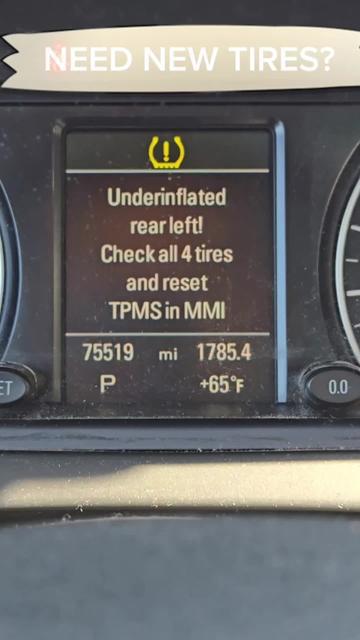 NEED NEW TIRES?
Underinflated
rear left!
Check all 4 tires
and reset
TPMS in MMI
75519 mi 1785.4
P +65°F
ET 0.0